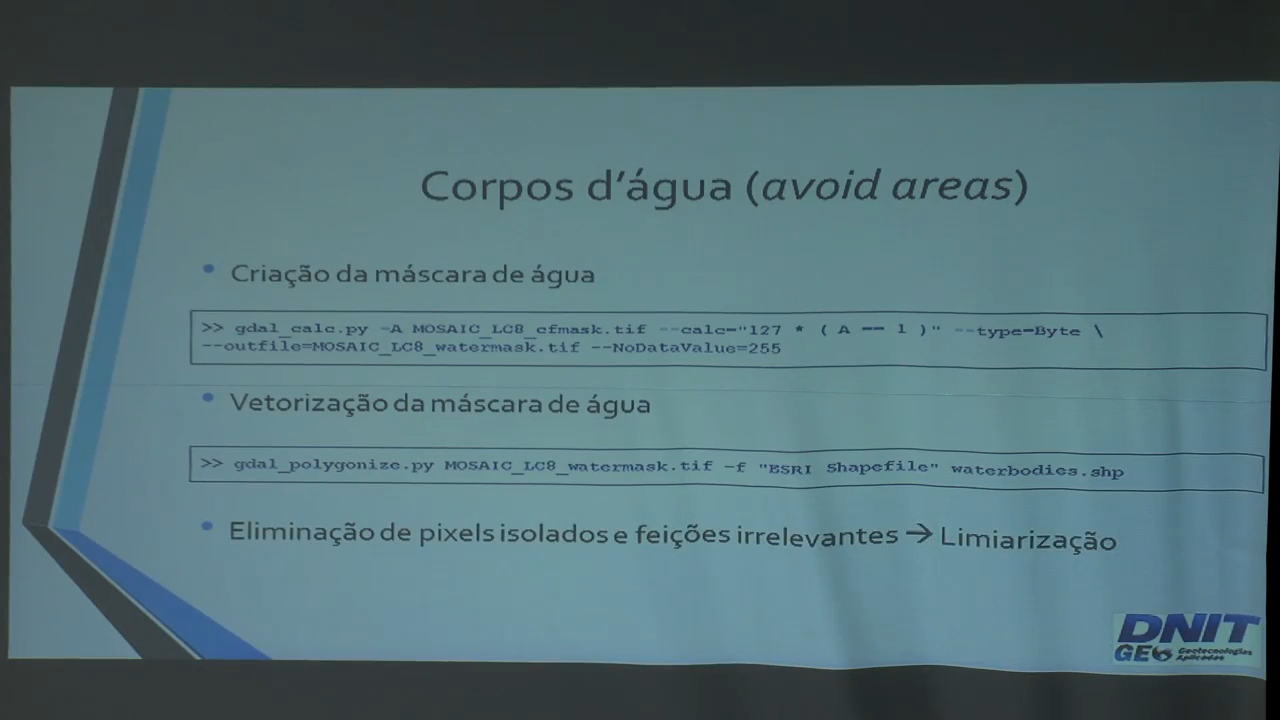 Corpos d'água (avoid areas)
• Criação da máscara de água
>> gdal_calc.py -A MOSAIC_LC8_cfmask.tif --calc="127 * ( A == 1 )" --type=Byte \
--outfile=MOSAIC_LC8_watermask.tif --NoDataValue=255
• Vetorização da máscara de água
>> gdal_polygonize.py MOSAIC_LC8_watermask.tif -f "ESRI Shapefile" waterbodies.shp
• Eliminação de pixels isolados e feições irrelevantes → Limiarização
DNIT
GEO Geotecnologias
Aplicadas